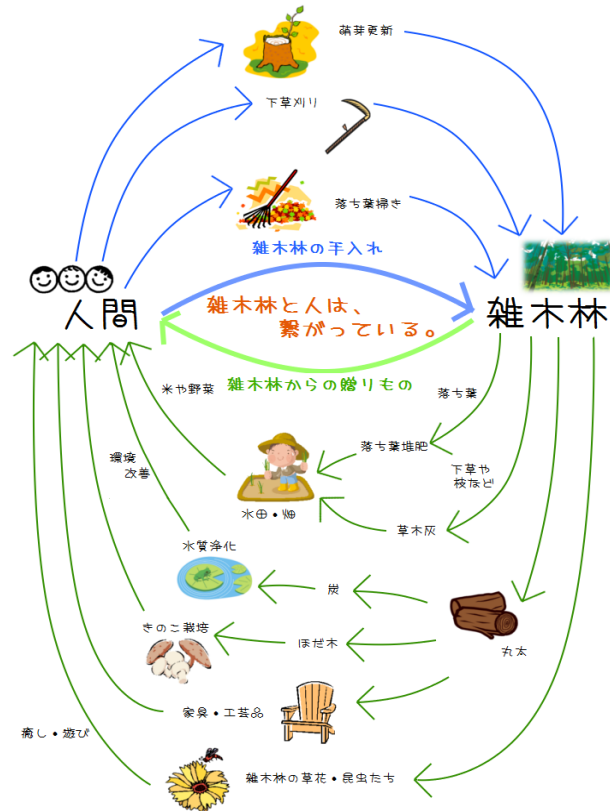 萌芽更新
下草刈り
落ち葉掃き
雑木林の手入れ
人間
雑木林と人は、
繋がっている。
雑木林
雑木林からの贈りもの
米や野菜
落ち葉
落ち葉堆肥
環境
改善
下草や
枝など
水田・畑
草木灰
水質浄化
炭
丸太
きのこ栽培
ほだ木
家具・工芸品
癒し・遊び
雑木林の草花・昆虫たち